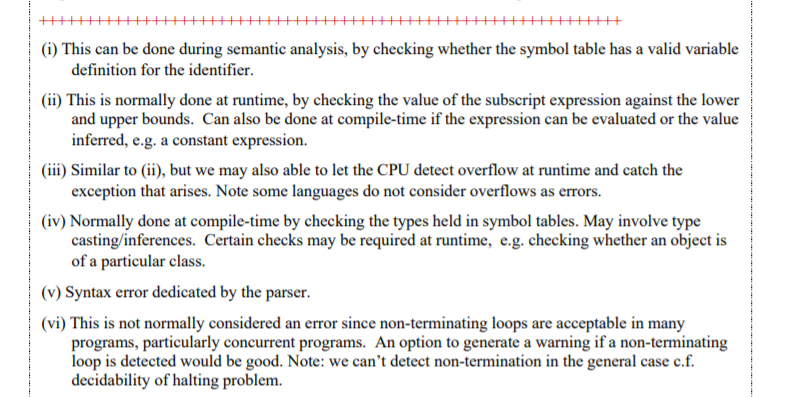 (i) This can be done during semantic analysis, by checking whether the symbol table has a valid variable
definition for the identifier.
(ii) This is normally done at runtime, by checking the value of the subscript expression against the lower
and upper bounds. Can also be done at compile-time if the expression can be evaluated or the value
inferred, e.g. a constant expression.
(iii) Similar to (ii), but we may also able to let the CPU detect overflow at runtime and catch the
exception that arises. Note some languages do not consider overflows as errors.
(iv) Normally done at compile-time by checking the types held in symbol tables. May involve type
casting/inferences. Certain checks may be required at runtime, e.g. checking whether an object is
of a particular class.
(v) Syntax error dedicated by the parser.
(vi) This is not normally considered an error since non-terminating loops are acceptable in many
programs, particularly concurrent programs. An option to generate a warning if a non-terminating
loop is detected would be good. Note: we can’t detect non-termination in the general case c.f.
decidability of halting problem.